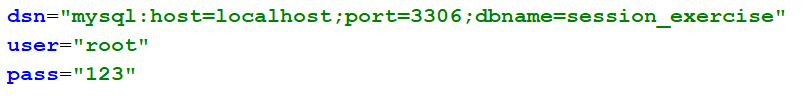 dsn="mysql:host=localhost;port=3306;dbname=session_exercise"
user="root"
pass="123"